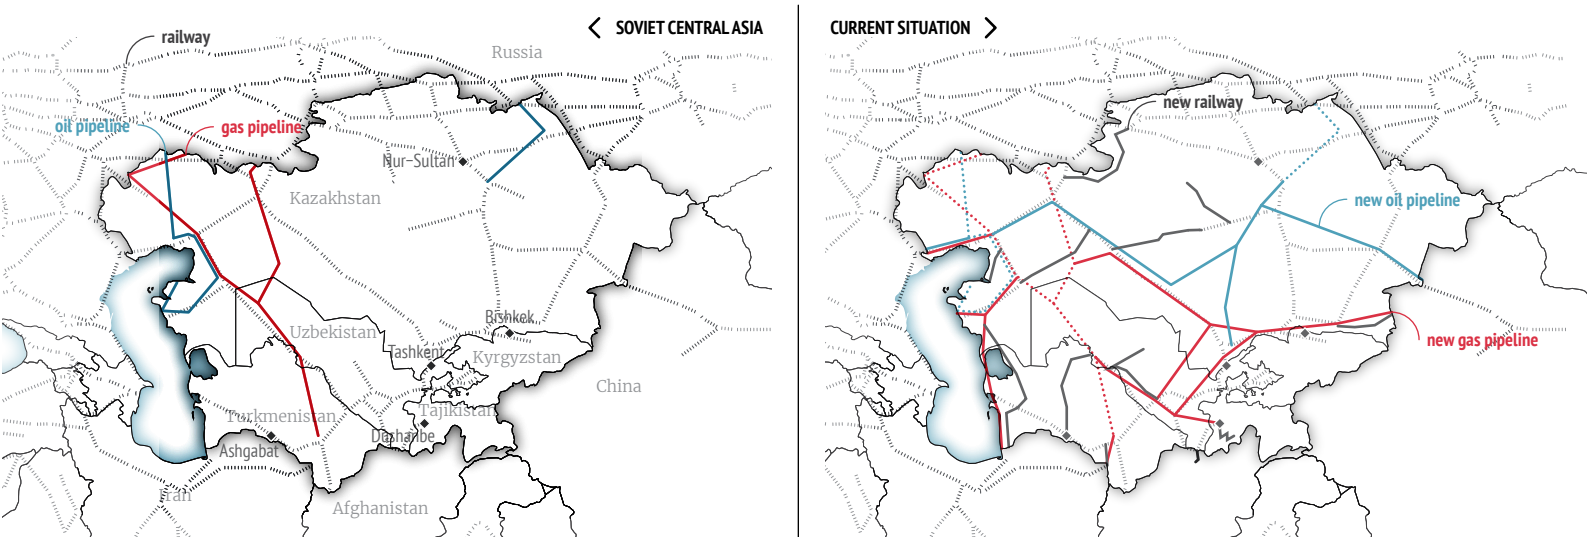 SOVIET CENTRAL ASIA
CURRENT SITUATION
railway
Russia
oil pipeline
gas pipeline
Nur-Sultan
Kazakhstan
Bishkek
Uzbekistan
Tashkent
Kyrgyzstan
China
Turkmenistan
Tajikistan
Ashgabat
Dushanbe
Iran
Afghanistan
new railway
new oil pipeline
new gas pipeline